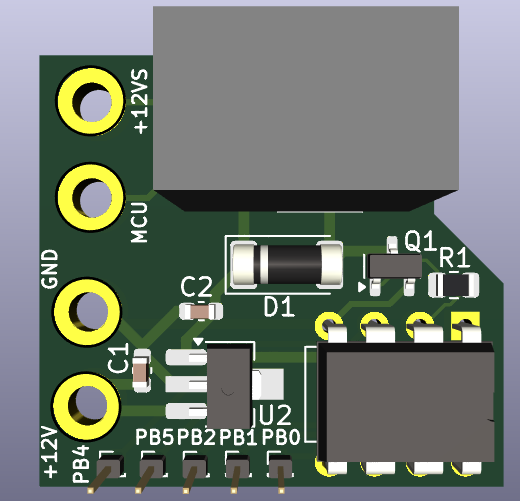 +12VS
MCU
GND
Q1
R1
C2
D1
C1
U2
+12V
PB4
PB5 PB2 PB1 PB0